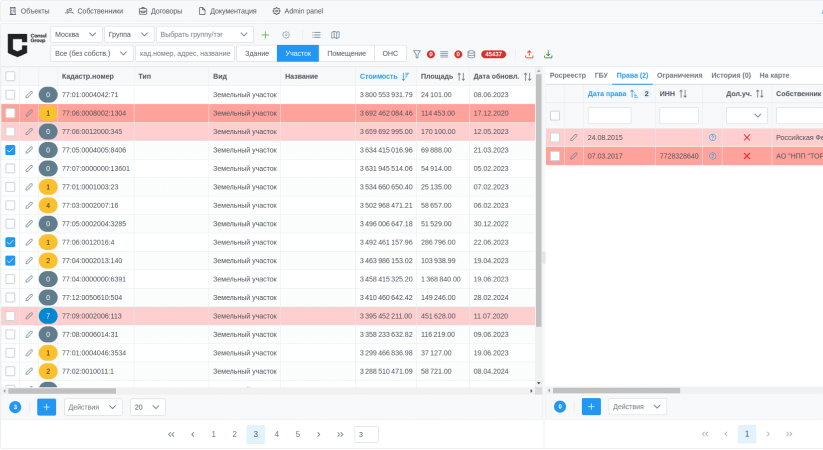 Объекты Собственники Договоры Документация Admin panel
Consul Group
Москва Группа Выбрать группу/тэг
Все (без собств.) кад.номер, адрес, название Здание Участок Помещение ОНС 0 0 45437
Кадастр.номер Тип Вид Название Стоимость Площадь Дата обновл.
0 77:01:0004042:71 Земельный участок 3 800 553 931.79 24 101.00 08.06.2023
1 77:06:0008002:1304 Земельный участок 3 692 462 084.46 114 453.00 17.12.2020
0 77:06:0012000:345 Земельный участок 3 659 692 995.00 170 100.00 12.05.2023
0 77:05:0004005:8406 Земельный участок 3 634 415 016.96 69 888.00 21.03.2023
0 77:07:0000000:13601 Земельный участок 3 631 945 514.06 54 914.00 05.02.2023
1 77:01:0001003:23 Земельный участок 3 534 660 650.40 25 135.00 07.02.2023
4 77:03:0002007:16 Земельный участок 3 502 968 471.21 58 657.00 06.02.2023
0 77:05:0002004:3285 Земельный участок 3 496 006 647.18 51 529.00 30.12.2022
1 77:06:0012016:4 Земельный участок 3 492 461 157.96 286 796.00 22.06.2023
2 77:04:0002013:140 Земельный участок 3 463 986 153.02 103 938.99 19.04.2023
0 77:04:0000000:6391 Земельный участок 3 458 415 325.20 1 368 840.00 19.06.2023
0 77:12:0050610:504 Земельный участок 3 410 460 642.42 149 246.00 28.02.2024
7 77:09:0002006:113 Земельный участок 3 395 452 211.00 451 628.00 11.07.2020
0 77:08:0006014:31 Земельный участок 3 358 233 632.82 116 219.00 09.06.2023
1 77:01:0004046:3534 Земельный участок 3 299 466 836.98 37 127.00 19.06.2023
2 77:02:0010011:1 Земельный участок 3 288 510 471.09 58 721.00 08.04.2024
3 Действия 20
1 2 3 4 5 3
Росреестр ГБУ Права (2) Ограничения История (0) На карте
Дата права 2 ИНН Дол.уч. Собственник
24.08.2015 Российская
07.03.2017 7728328640 АО "НПП "ТОР
0 Действия
1